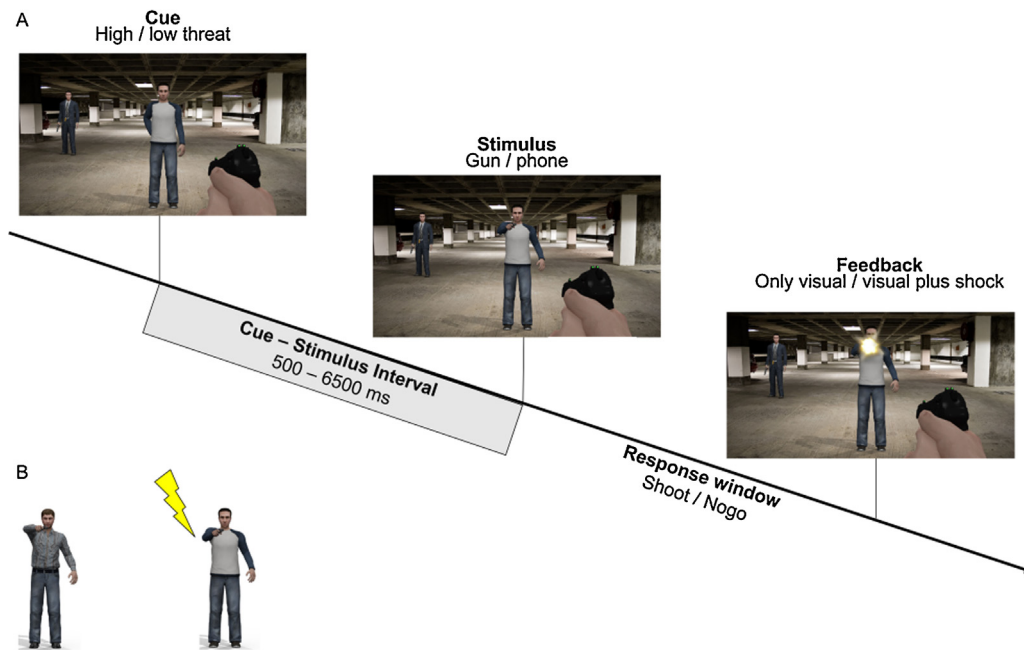 A
Cue
High / low threat
Stimulus
Gun / phone
Feedback
Only visual / visual plus shock
Cue – Stimulus Interval
500 – 6500 ms
Response window
Shoot / Nogo
B